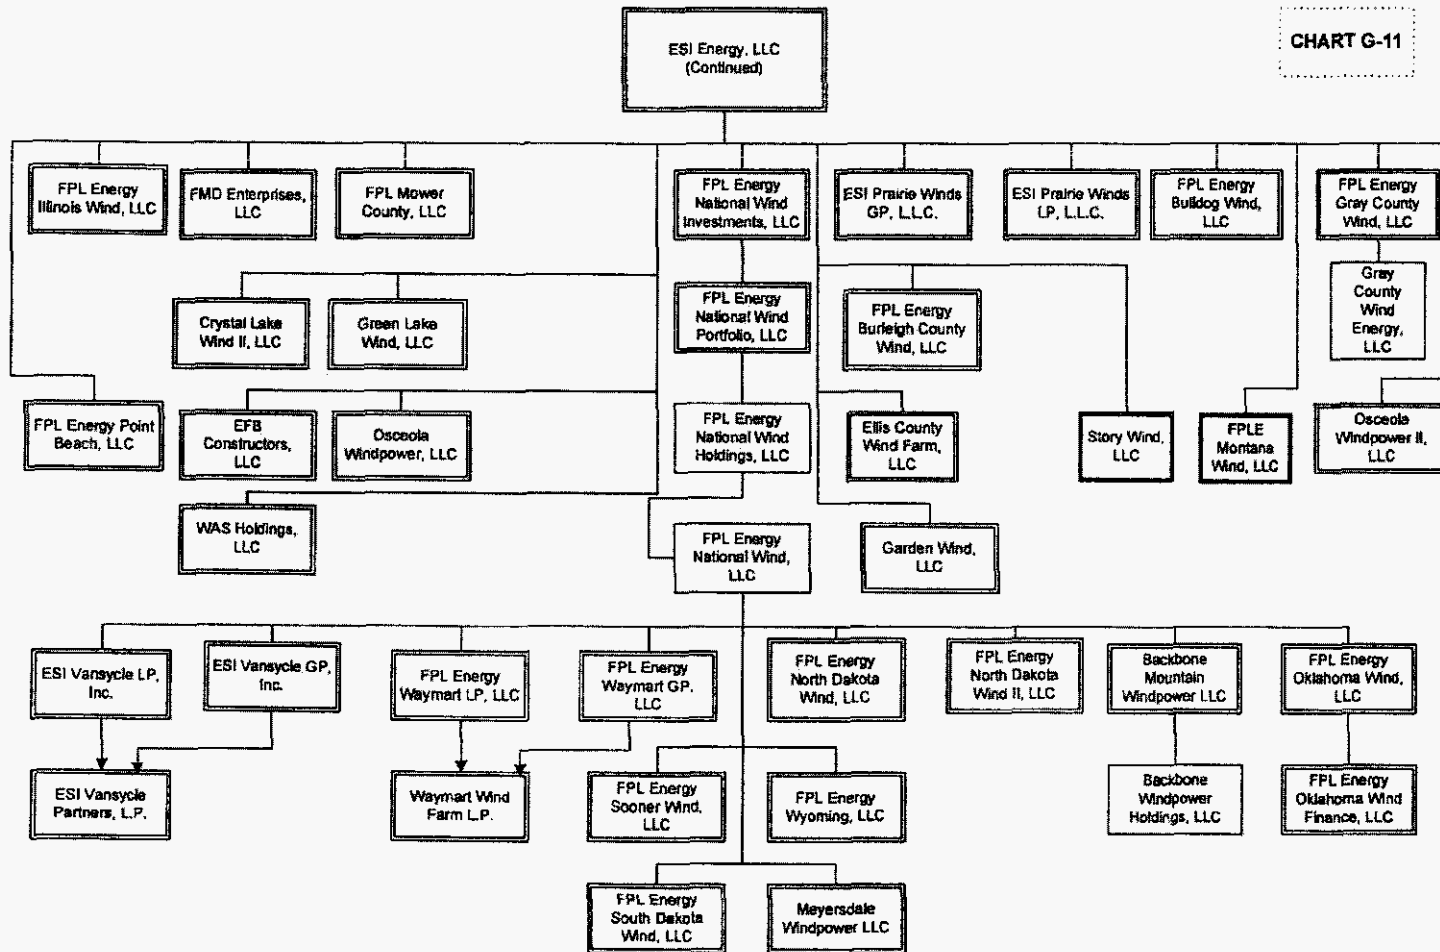 ESI Energy, LLC
(Continued)
CHART G-11
FPL Energy
Illinois Wind, LLC
FMD Enterprises,
LLC
FPL Mower
County, LLC
FPL Energy
National Wind
Investments, LLC
ESI Prairie Winds
GP, L.L.C.
ESI Prairie Winds
LP, L.L.C.
FPL Energy
Bulldog Wind,
LLC
FPL Energy
Gray County
Wind, LLC
Crystal Lake
Wind II, LLC
Green Lake
Wind, LLC
FPL Energy
National Wind
Portfolio, LLC
FPL Energy
Burleigh County
Wind, LLC
Gray
County
Wind
Energy,
LLC
FPL Energy Point
Beach, LLC
EFB
Constructors,
LLC
Osceola
Windpower, LLC
FPL Energy
National Wind
Holdings, LLC
Ellis County
Wind Farm,
LLC
Story Wind,
LLC
FPLE
Montana
Wind, LLC
Osceola
Windpower II,
LLC
WAS Holdings,
LLC
FPL Energy
National Wind,
LLC
Garden Wind,
LLC
ESI Vansycle LP,
Inc.
ESI Vansycle GP,
Inc.
FPL Energy
Waymart LP, LLC
FPL Energy
Waymart GP,
LLC
FPL Energy
North Dakota
Wind, LLC
FPL Energy
North Dakota
Wind II, LLC
Backbone
Mountain
Windpower LLC
FPL Energy
Oklahoma Wind,
LLC
ESI Vansycle
Partners, L.P.
Waymart Wind
Farm L.P.
FPL Energy
Sooner Wind,
LLC
FPL Energy
Wyoming, LLC
Backbone
Windpower
Holdings, LLC
FPL Energy
Oklahoma Wind
Finance, LLC
FPL Energy
South Dakota
Wind, LLC
Meyersdale
Windpower LLC